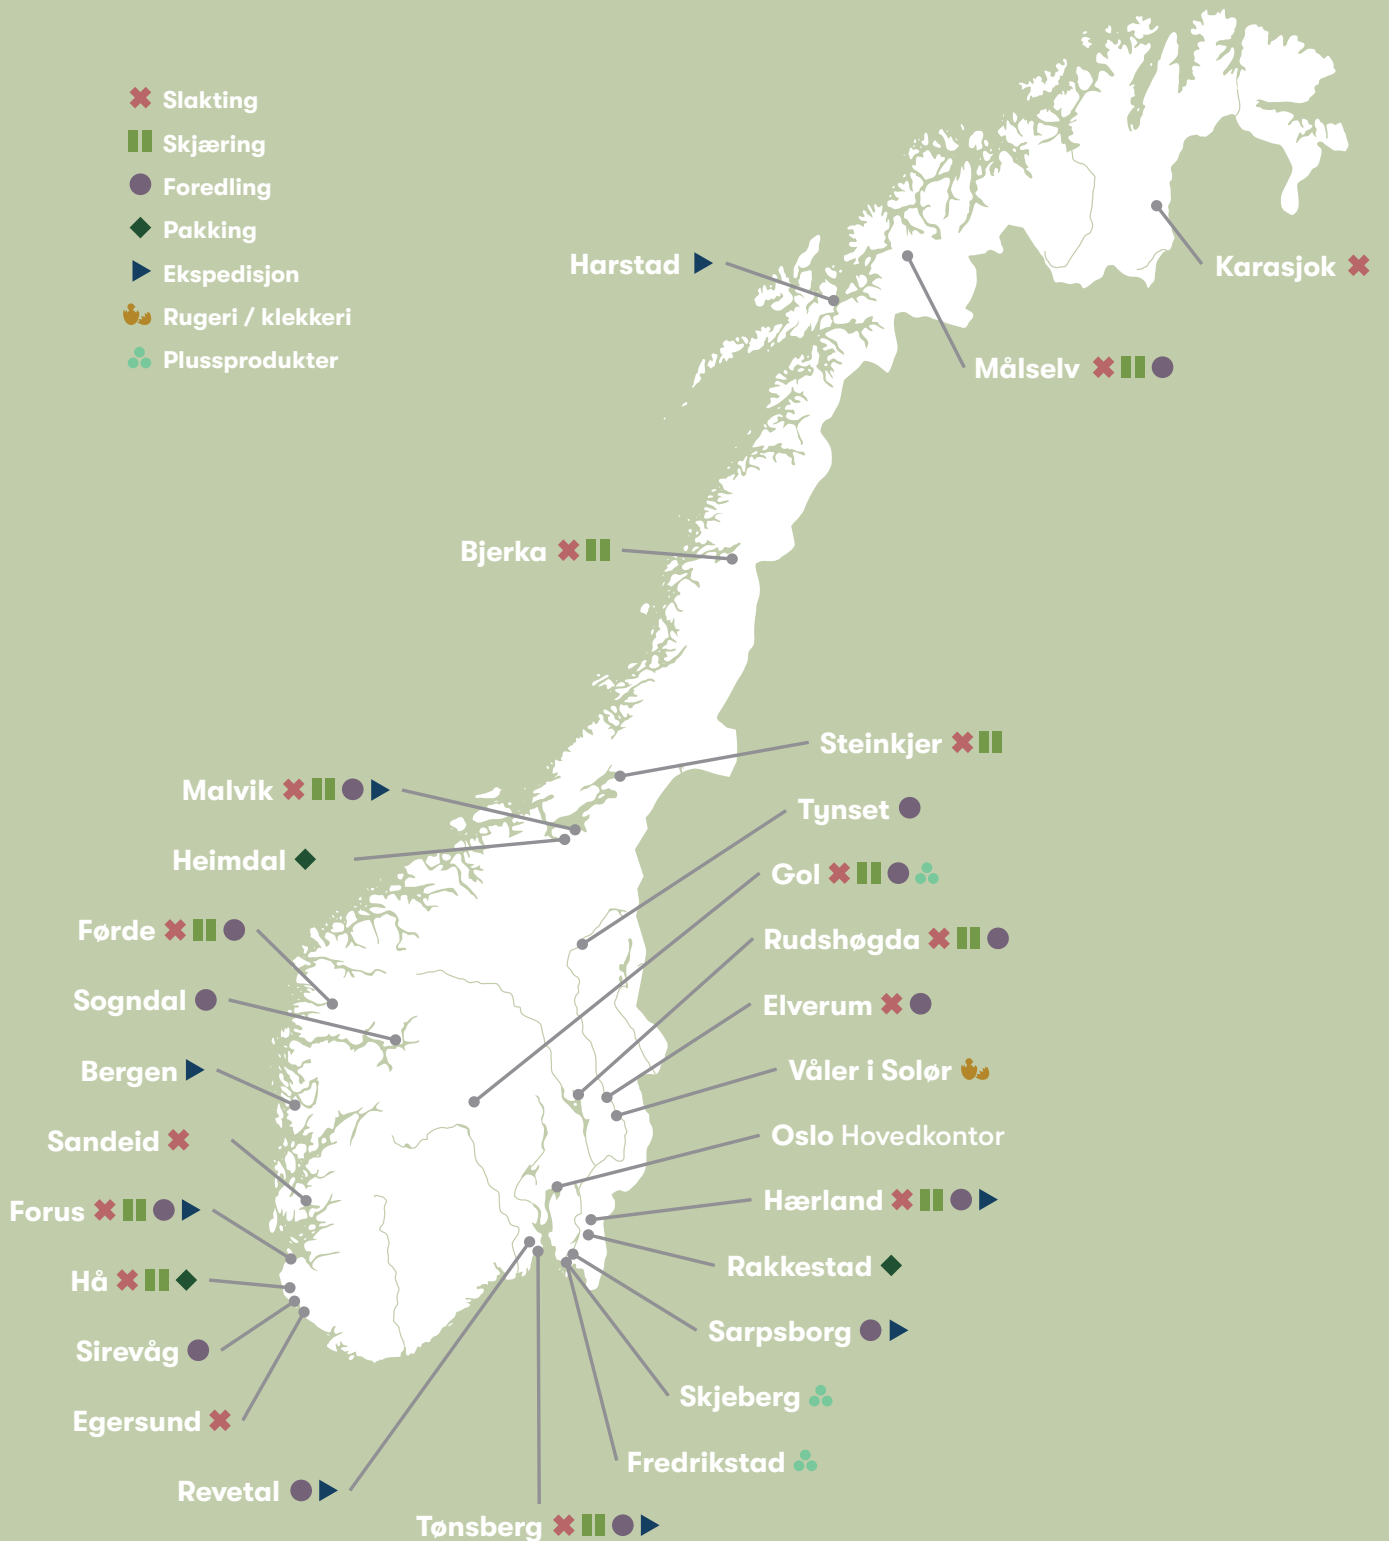 Slakting
Skjæring
Foredling
Pakking
Ekspedisjon
Rugeri / klekkeri
Plussprodukter
Harstad
Karasjok
Målselv
Bjerka
Steinkjer
Malvik
Tynset
Heimdal
Gol
Førde
Rudshøgda
Sogndal
Elverum
Bergen
Våler i Solør
Sandeid
Oslo Hovedkontor
Forus
Hærland
Hå
Rakkestad
Sirevåg
Sarpsborg
Egersund
Skjeberg
Revetal
Fredrikstad
Tønsberg